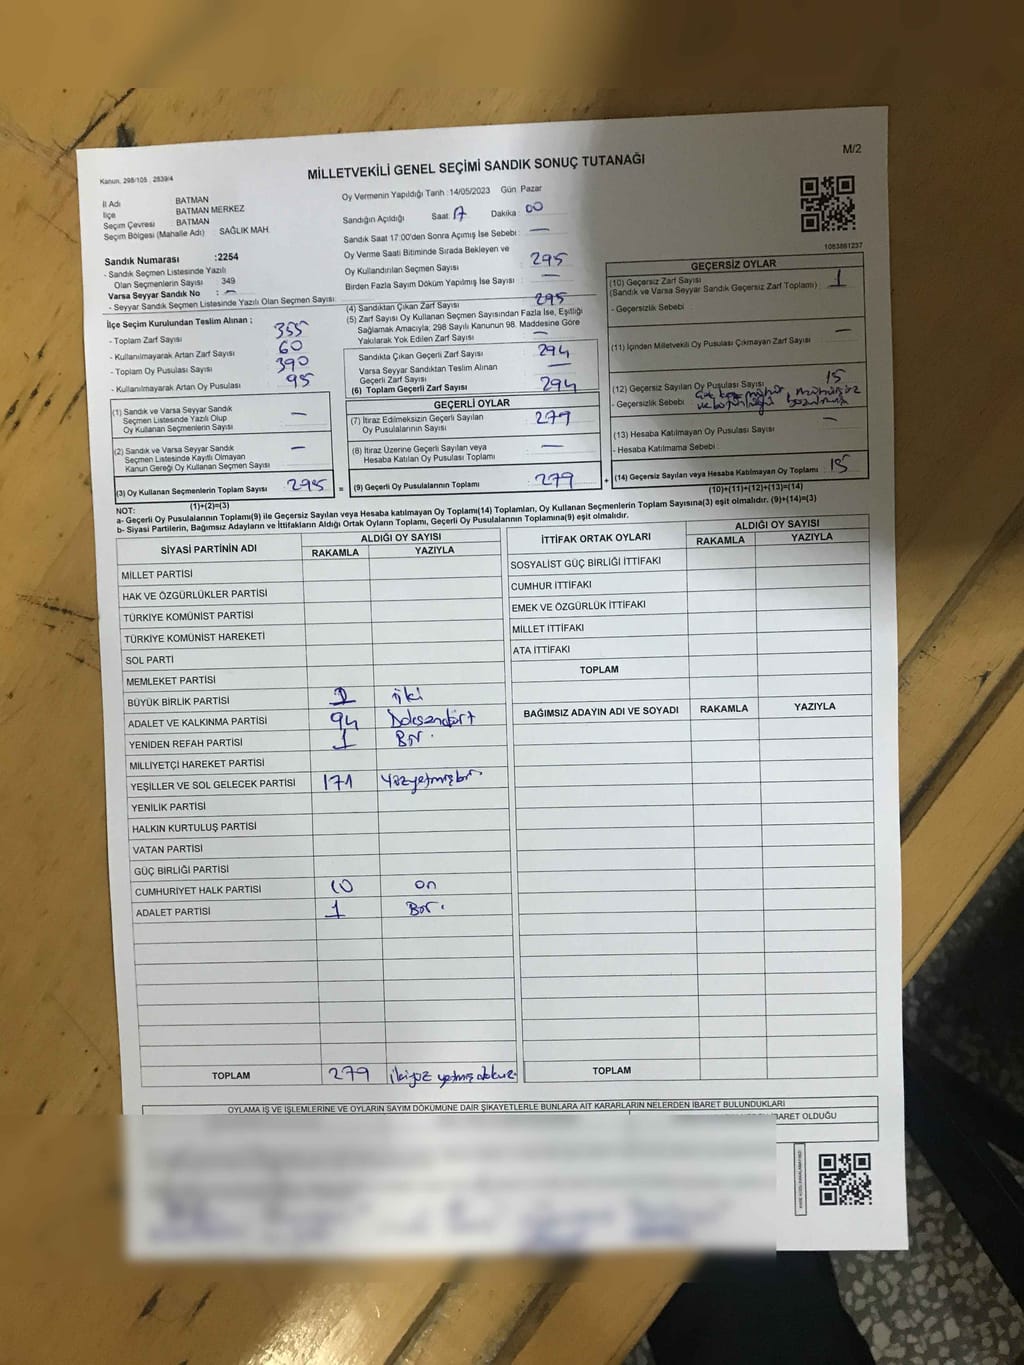 M/2
Kanun. 298/105 , 2839/4
MİLLETVEKİLİ GENEL SEÇİMİ SANDIK SONUÇ TUTANAĞI
İl Adı BATMAN
İlçe BATMAN MERKEZ
Seçim Çevresi BATMAN
Seçim Bölgesi (Mahalle Adı) SAĞLIK MAH.
Sandık Numarası :2254
- Sandık Seçmen Listesinde Yazılı
Olan Seçmenlerin Sayısı 349
Varsa Seyyar Sandık No : —
- Seyyar Sandık Seçmen Listesinde Yazılı Olan Seçmen Sayısı
Oy Vermenin Yapıldığı Tarih : 14/05/2023 Gün Pazar
Sandığın Açıldığı Saat 17 Dakika : 00
Sandık Saat 17:00'den Sonra Açımış İse Sebebi : —
Oy Verme Saati Bitiminde Sırada Bekleyen ve
Oy Kullandırılan Seçmen Sayısı 295
Birden Fazla Sayım Döküm Yapılmış İse Sayısı : —
1083861237
İlçe Seçim Kurulundan Teslim Alınan ;
- Toplam Zarf Sayısı 355
- Kullanılmayarak Artan Zarf Sayısı 60
- Toplam Oy Pusulası Sayısı 390
- Kullanılmayarak Artan Oy Pusulası 95
(1) Sandık ve Varsa Seyyar Sandık
Seçmen Listesinde Yazılı Olup
Oy Kullanan Seçmenlerin Sayısı —
(2) Sandık ve Varsa Seyyar Sandık
Seçmen Listesinde Kayıtlı Olmayan
Kanun Gereği Oy Kullanan Seçmen Sayısı —
(3) Oy Kullanan Seçmenlerin Toplam Sayısı 295 =
(1)+(2)=(3)
(4) Sandıktan Çıkan Zarf Sayısı 295
(5) Zarf Sayısı Oy Kullanan Seçmen Sayısından Fazla İse, Eşitliği
Sağlamak Amacıyla; 298 Sayılı Kanunun 98. Maddesine Göre
Yakılarak Yok Edilen Zarf Sayısı —
Sandıkta Çıkan Geçerli Zarf Sayısı 294
Varsa Seyyar Sandıktan Teslim Alınan
Geçerli Zarf Sayısı —
(6) Toplam Geçerli Zarf Sayısı 294
GEÇERLİ OYLAR
(7) İtiraz Edilmeksizin Geçerli Sayılan
Oy Pusulalarının Sayısı 279
(8) İtiraz Üzerine Geçerli Sayılan veya
Hesaba Katılan Oy Pusulası Toplamı —
(9) Geçerli Oy Pusulalarının Toplamı 279 +
GEÇERSİZ OYLAR
(10) Geçersiz Zarf Sayısı 1
(Sandık ve Varsa Seyyar Sandık Geçersiz Zarf Toplamı)
- Geçersizlik Sebebi
(11) İçinden Milletvekili Oy Pusulası Çıkmayan Zarf Sayısı —
(12) Geçersiz Sayılan Oy Pusulası Sayısı 15
- Geçersizlik Sebebi
(13) Hesaba Katılmayan Oy Pusulası Sayısı —
- Hesaba Katılmama Sebebi :
(14) Geçersiz Sayılan veya Hesaba Katılmayan Oy Toplamı 15
(10)+(11)+(12)+(13)=(14)
NOT:
a- Geçerli Oy Pusulalarının Toplamı(9) ile Geçersiz Sayılan veya Hesaba katılmayan Oy Toplamı(14) Toplamları, Oy Kullanan Seçmenlerin Toplam Sayısına(3) eşit olmalıdır. (9)+(14)=(3)
b- Siyasi Partilerin, Bağımsız Adayların ve İttifakların Aldığı Ortak Oyların Toplamı, Geçerli Oy Pusulalarının Toplamına(9) eşit olmalıdır.
SİYASİ PARTİNİN ADI ALDIĞI OY SAYISI
RAKAMLA YAZIYLA
MİLLET PARTİSİ
HAK VE ÖZGÜRLÜKLER PARTİSİ
TÜRKİYE KOMÜNİST PARTİSİ
TÜRKİYE KOMÜNİST HAREKETİ
SOL PARTİ
MEMLEKET PARTİSİ
BÜYÜK BİRLİK PARTİSİ 2 iki
ADALET VE KALKINMA PARTİSİ 94 Doksandört
YENİDEN REFAH PARTİSİ 1 Bir.
MİLLİYETÇİ HAREKET PARTİSİ
YEŞİLLER VE SOL GELECEK PARTİSİ 171 Yüzyetmişbir.
YENİLİK PARTİSİ
HALKIN KURTULUŞ PARTİSİ
VATAN PARTİSİ
GÜÇ BİRLİĞİ PARTİSİ
CUMHURİYET HALK PARTİSİ 10 on
ADALET PARTİSİ 1 Bir.
TOPLAM 279 ikiyüz yetmiş dokuz
İTTİFAK ORTAK OYLARI ALDIĞI OY SAYISI
RAKAMLA YAZIYLA
SOSYALİST GÜÇ BİRLİĞİ İTTİFAKI
CUMHUR İTTİFAKI
EMEK VE ÖZGÜRLÜK İTTİFAKI
MİLLET İTTİFAKI
ATA İTTİFAKI
TOPLAM
BAĞIMSIZ ADAYIN ADI VE SOYADI RAKAMLA YAZIYLA
TOPLAM
OYLAMA İŞ VE İŞLEMLERİNE VE OYLARIN SAYIM DÖKÜMÜNE DAİR ŞİKAYETLERLE BUNLARA AİT KARARLARIN NELERDEN İBARET BULUNDUKLARI
İBARET OLDUĞU